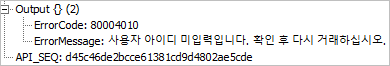 Output {} (2)
ErrorCode: 80004010
ErrorMessage: 사용자 아이디 미입력입니다. 확인 후 다시 거래하십시오.
API_SEQ: d45c46de2bcce61381cd9d4802ae5cde